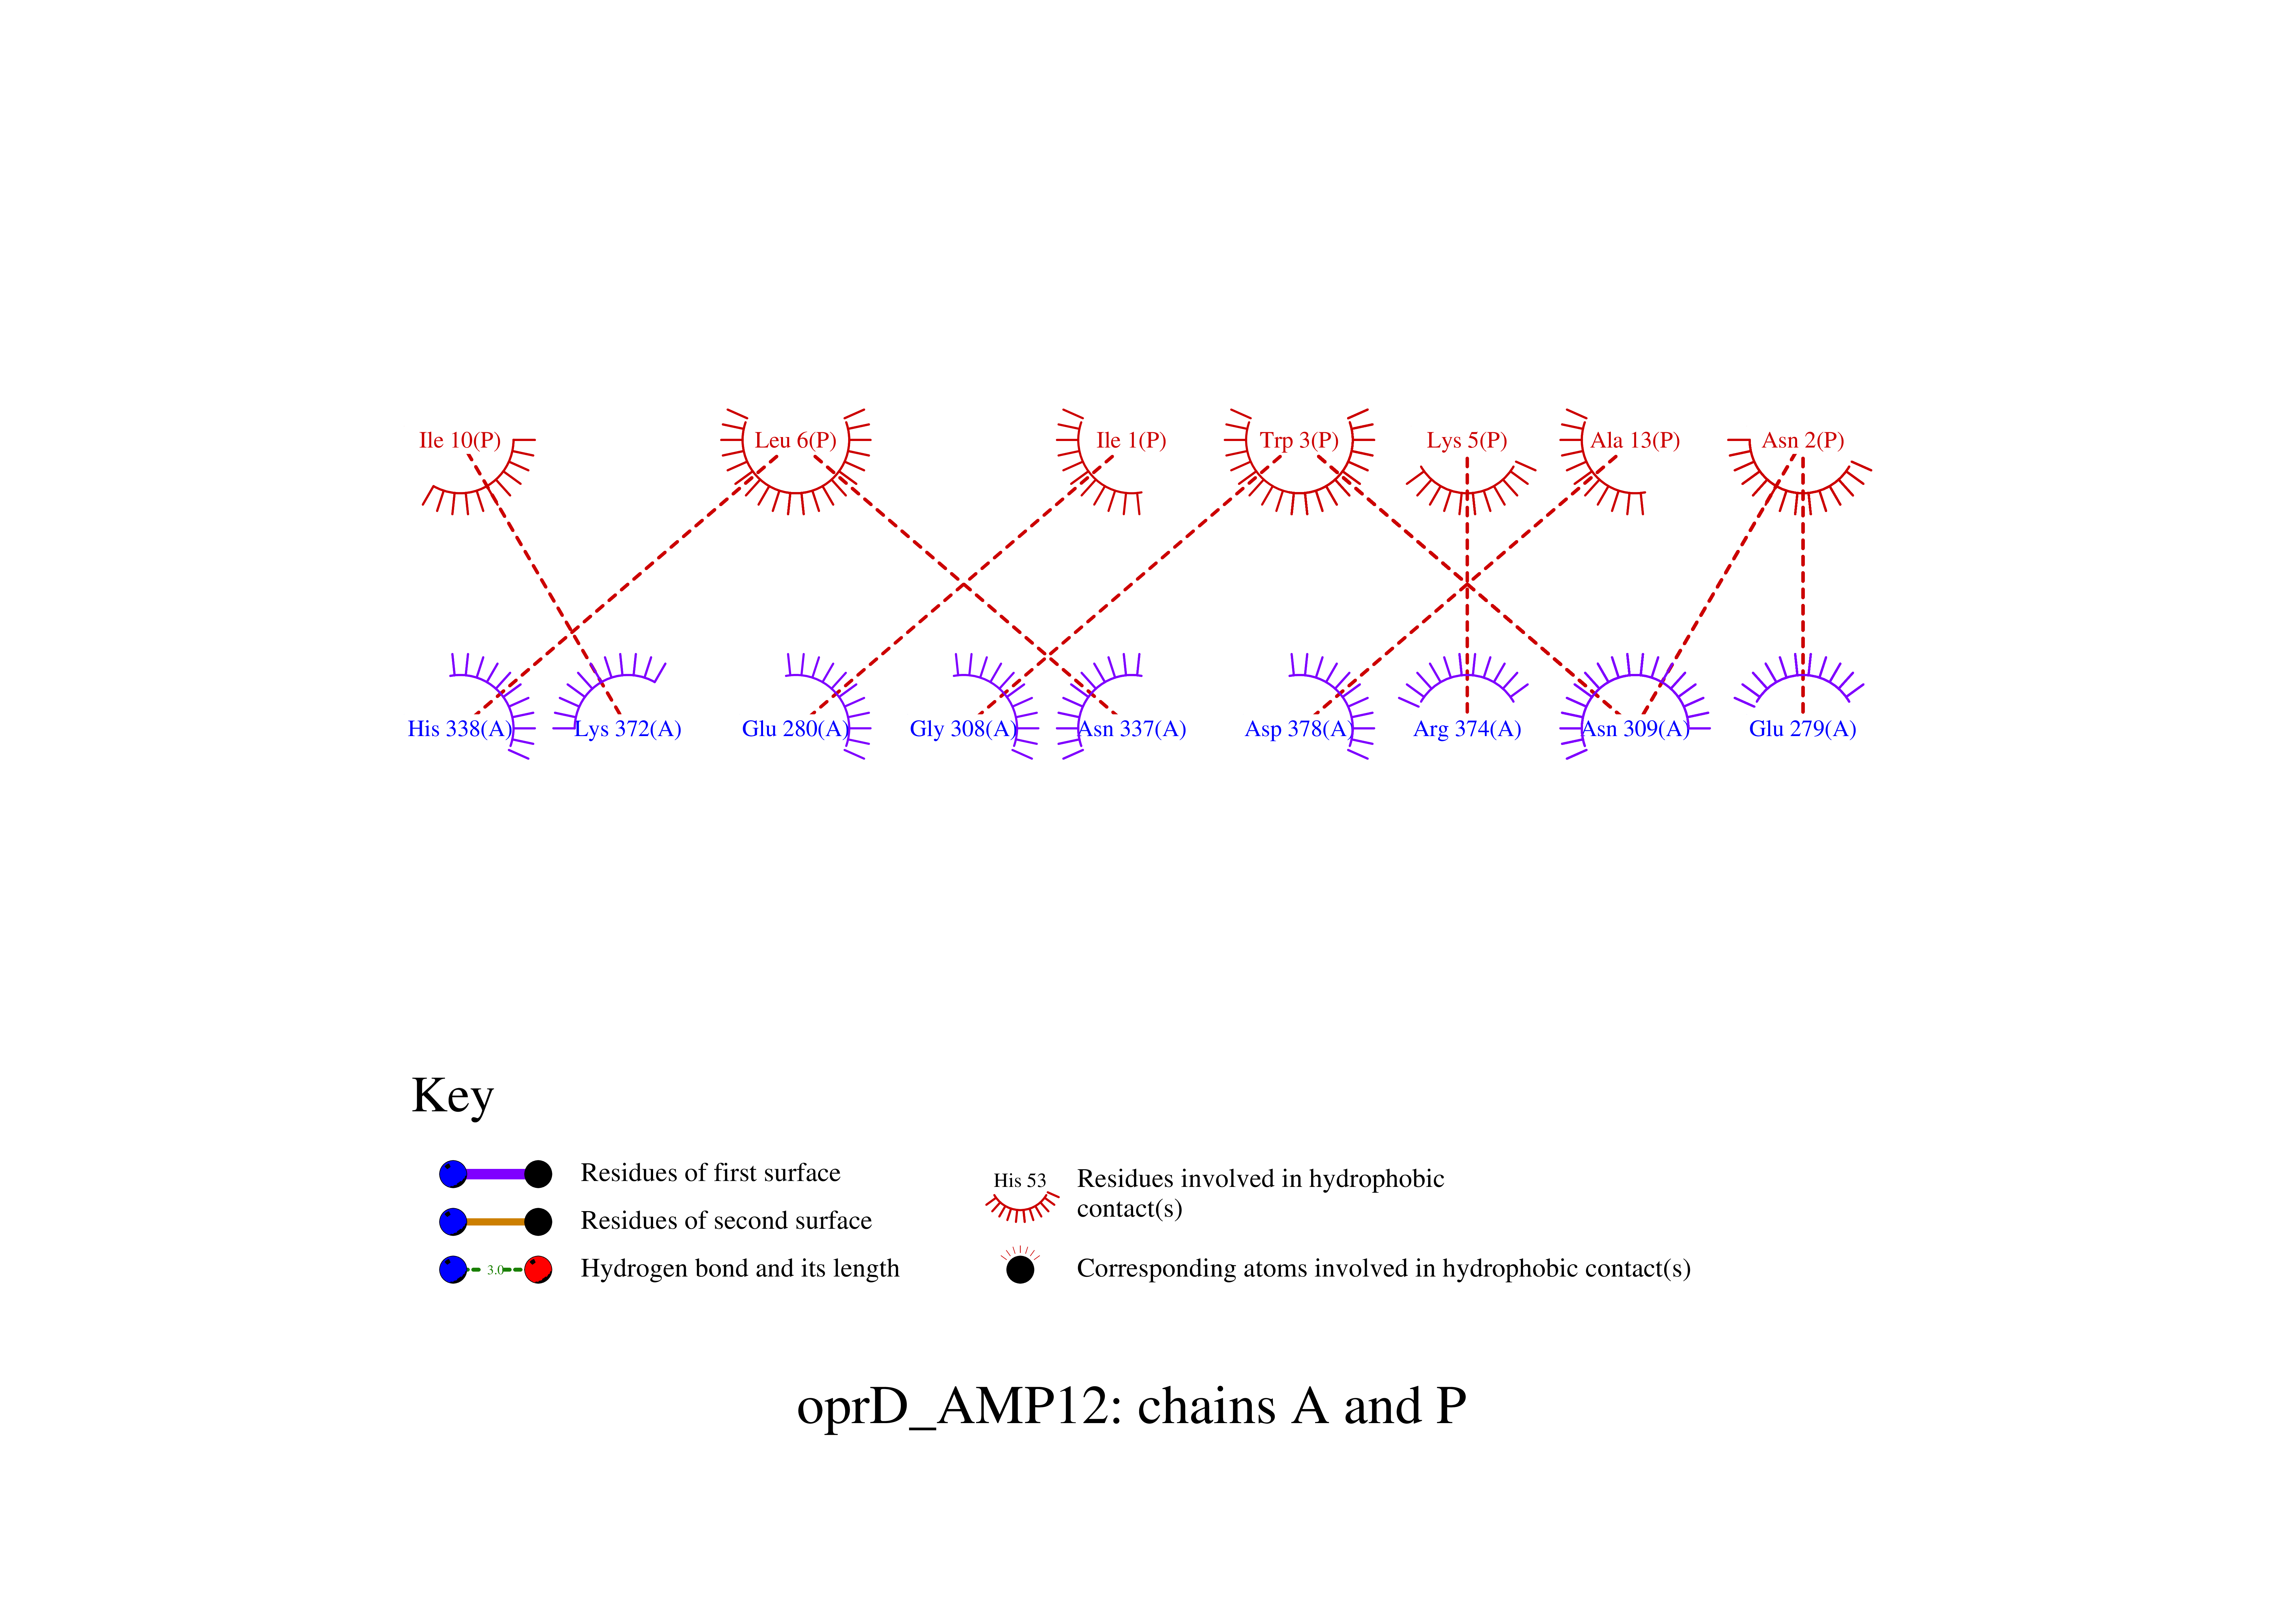 Ile 10(P) Leu 6(P) Ile 1(P) Trp 3(P) Lys 5(P) Ala 13(P) Asn 2(P)
His 338(A) Lys 372(A) Glu 280(A) Gly 308(A) Asn 337(A) Asp 378(A) Arg 374(A) Asn 309(A) Glu 279(A)
Key
Residues of first surface
Residues of second surface
3.0 Hydrogen bond and its length
His 53 Residues involved in hydrophobic
contact(s)
Corresponding atoms involved in hydrophobic contact(s)
oprD_AMP12: chains A and P